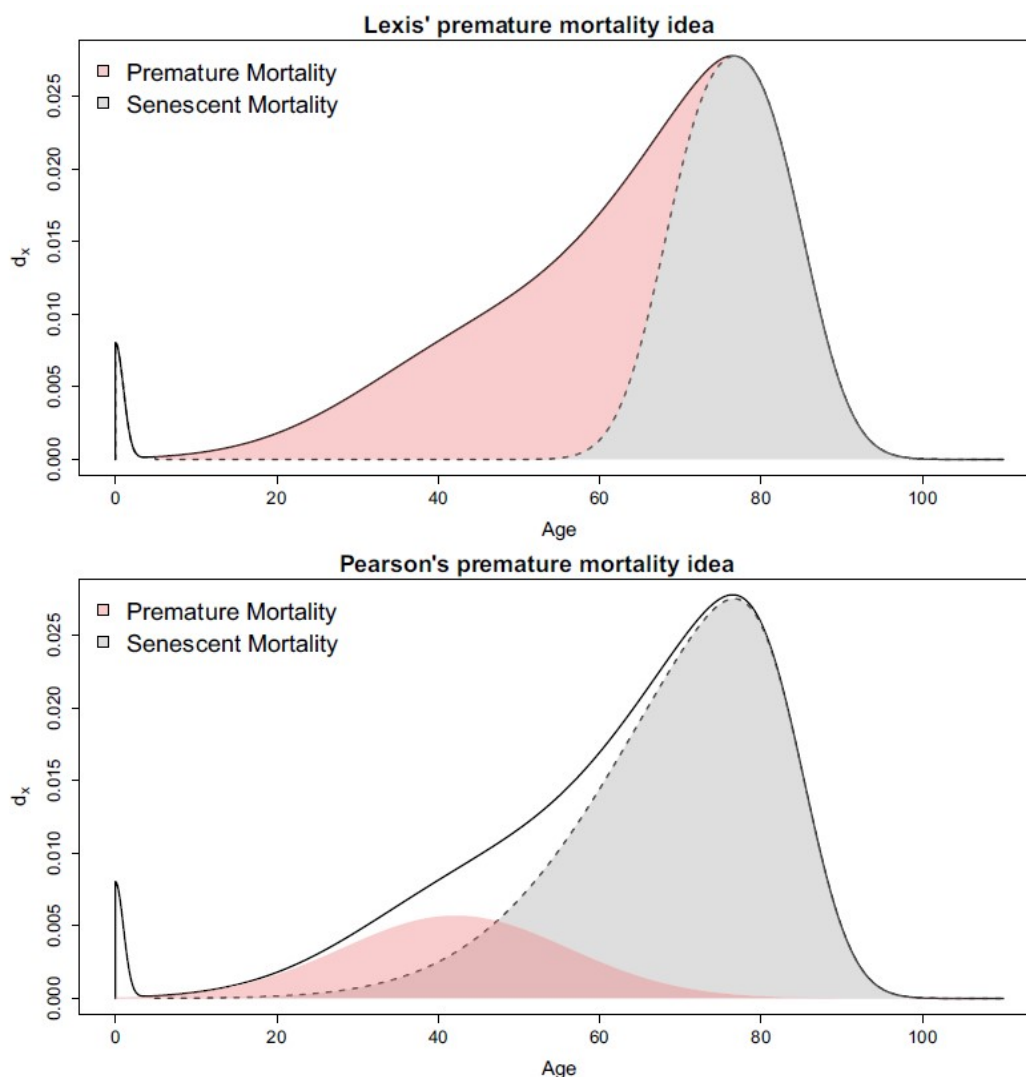 Lexis' premature mortality idea
Premature Mortality
Senescent Mortality
0.025
0.020
0.015
0.010
0.005
0.000
dx
0 20 40 60 80 100
Age
Pearson's premature mortality idea
Premature Mortality
Senescent Mortality
0.025
0.020
0.015
0.010
0.005
0.000
dx
0 20 40 60 80 100
Age